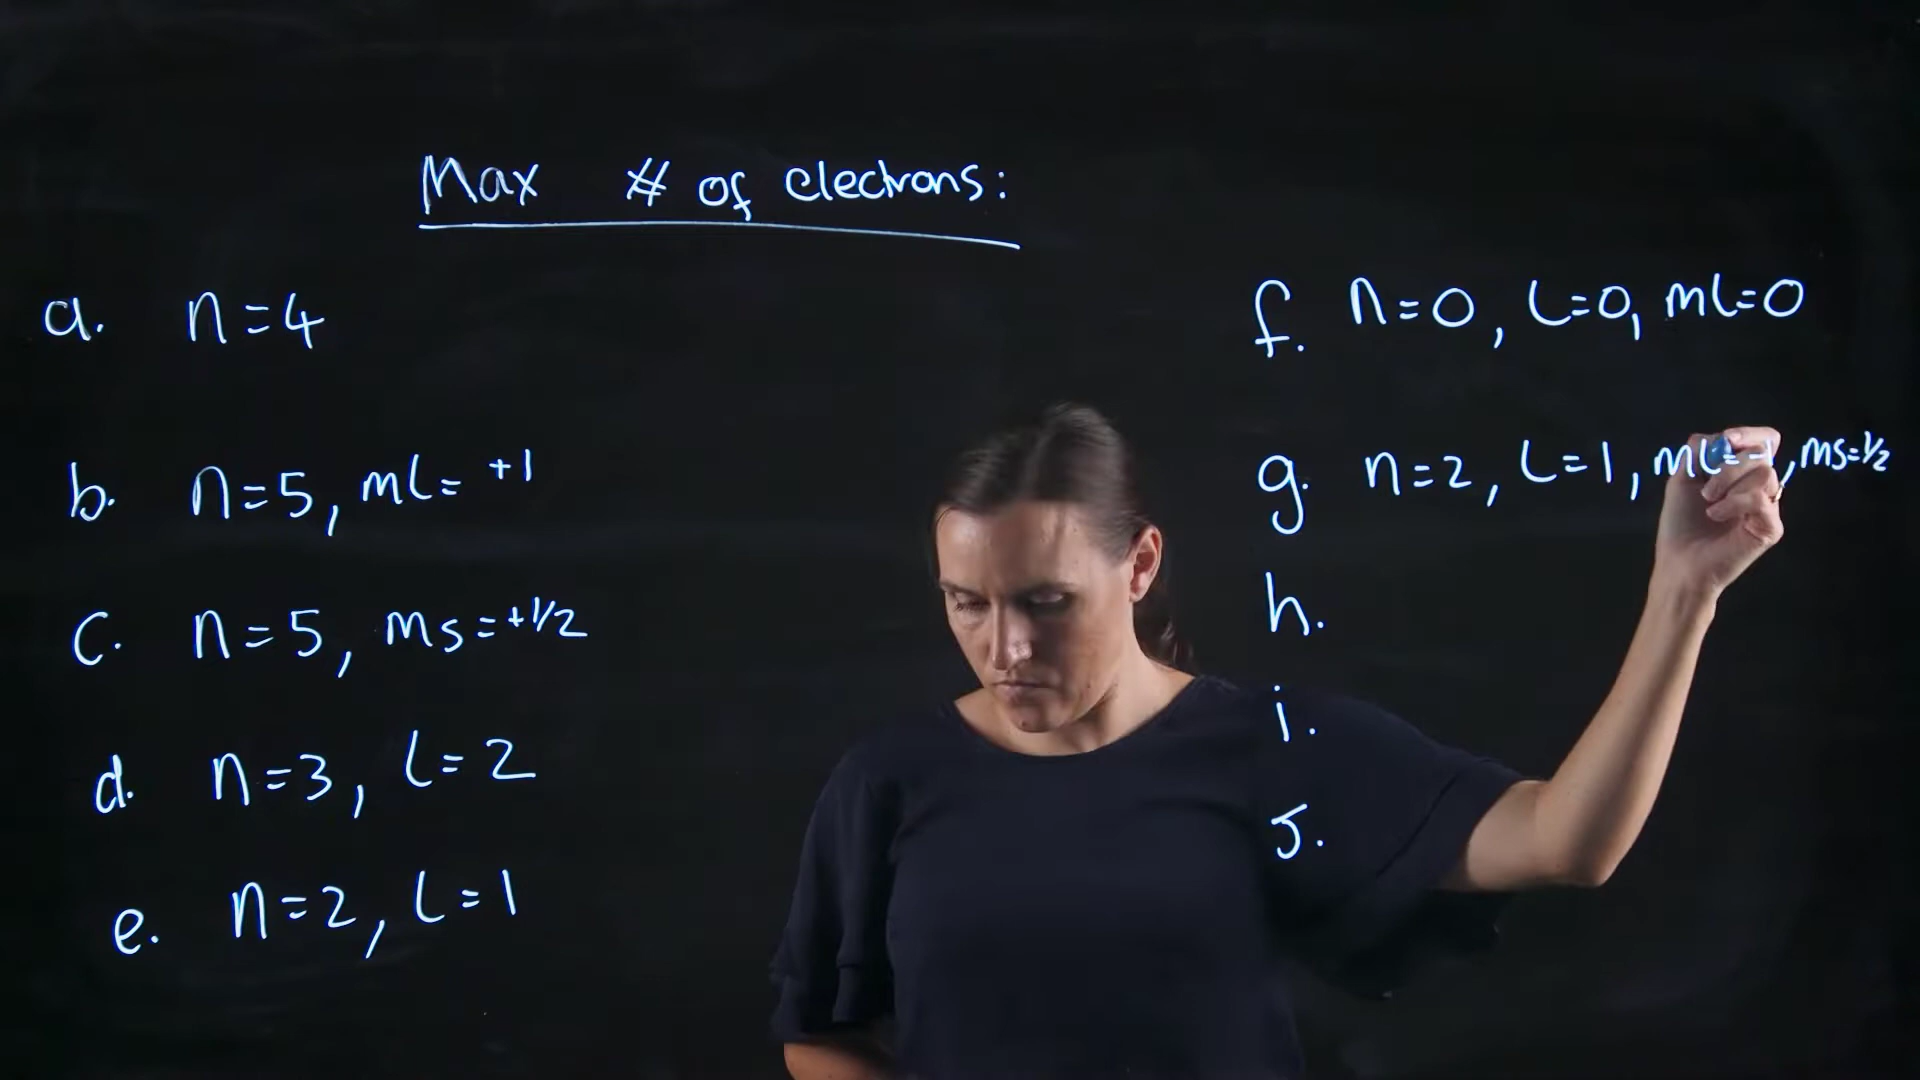 Max # of electrons:
a. n=4
b. n=5, ml= +1
c. n=5, ms=+1/2
d. n=3, l=2
e. n=2, l=1
f. n=0, l=0, ml=0
g. n=2, l=1, ml=-1, ms=1/2
h.
i.
J.